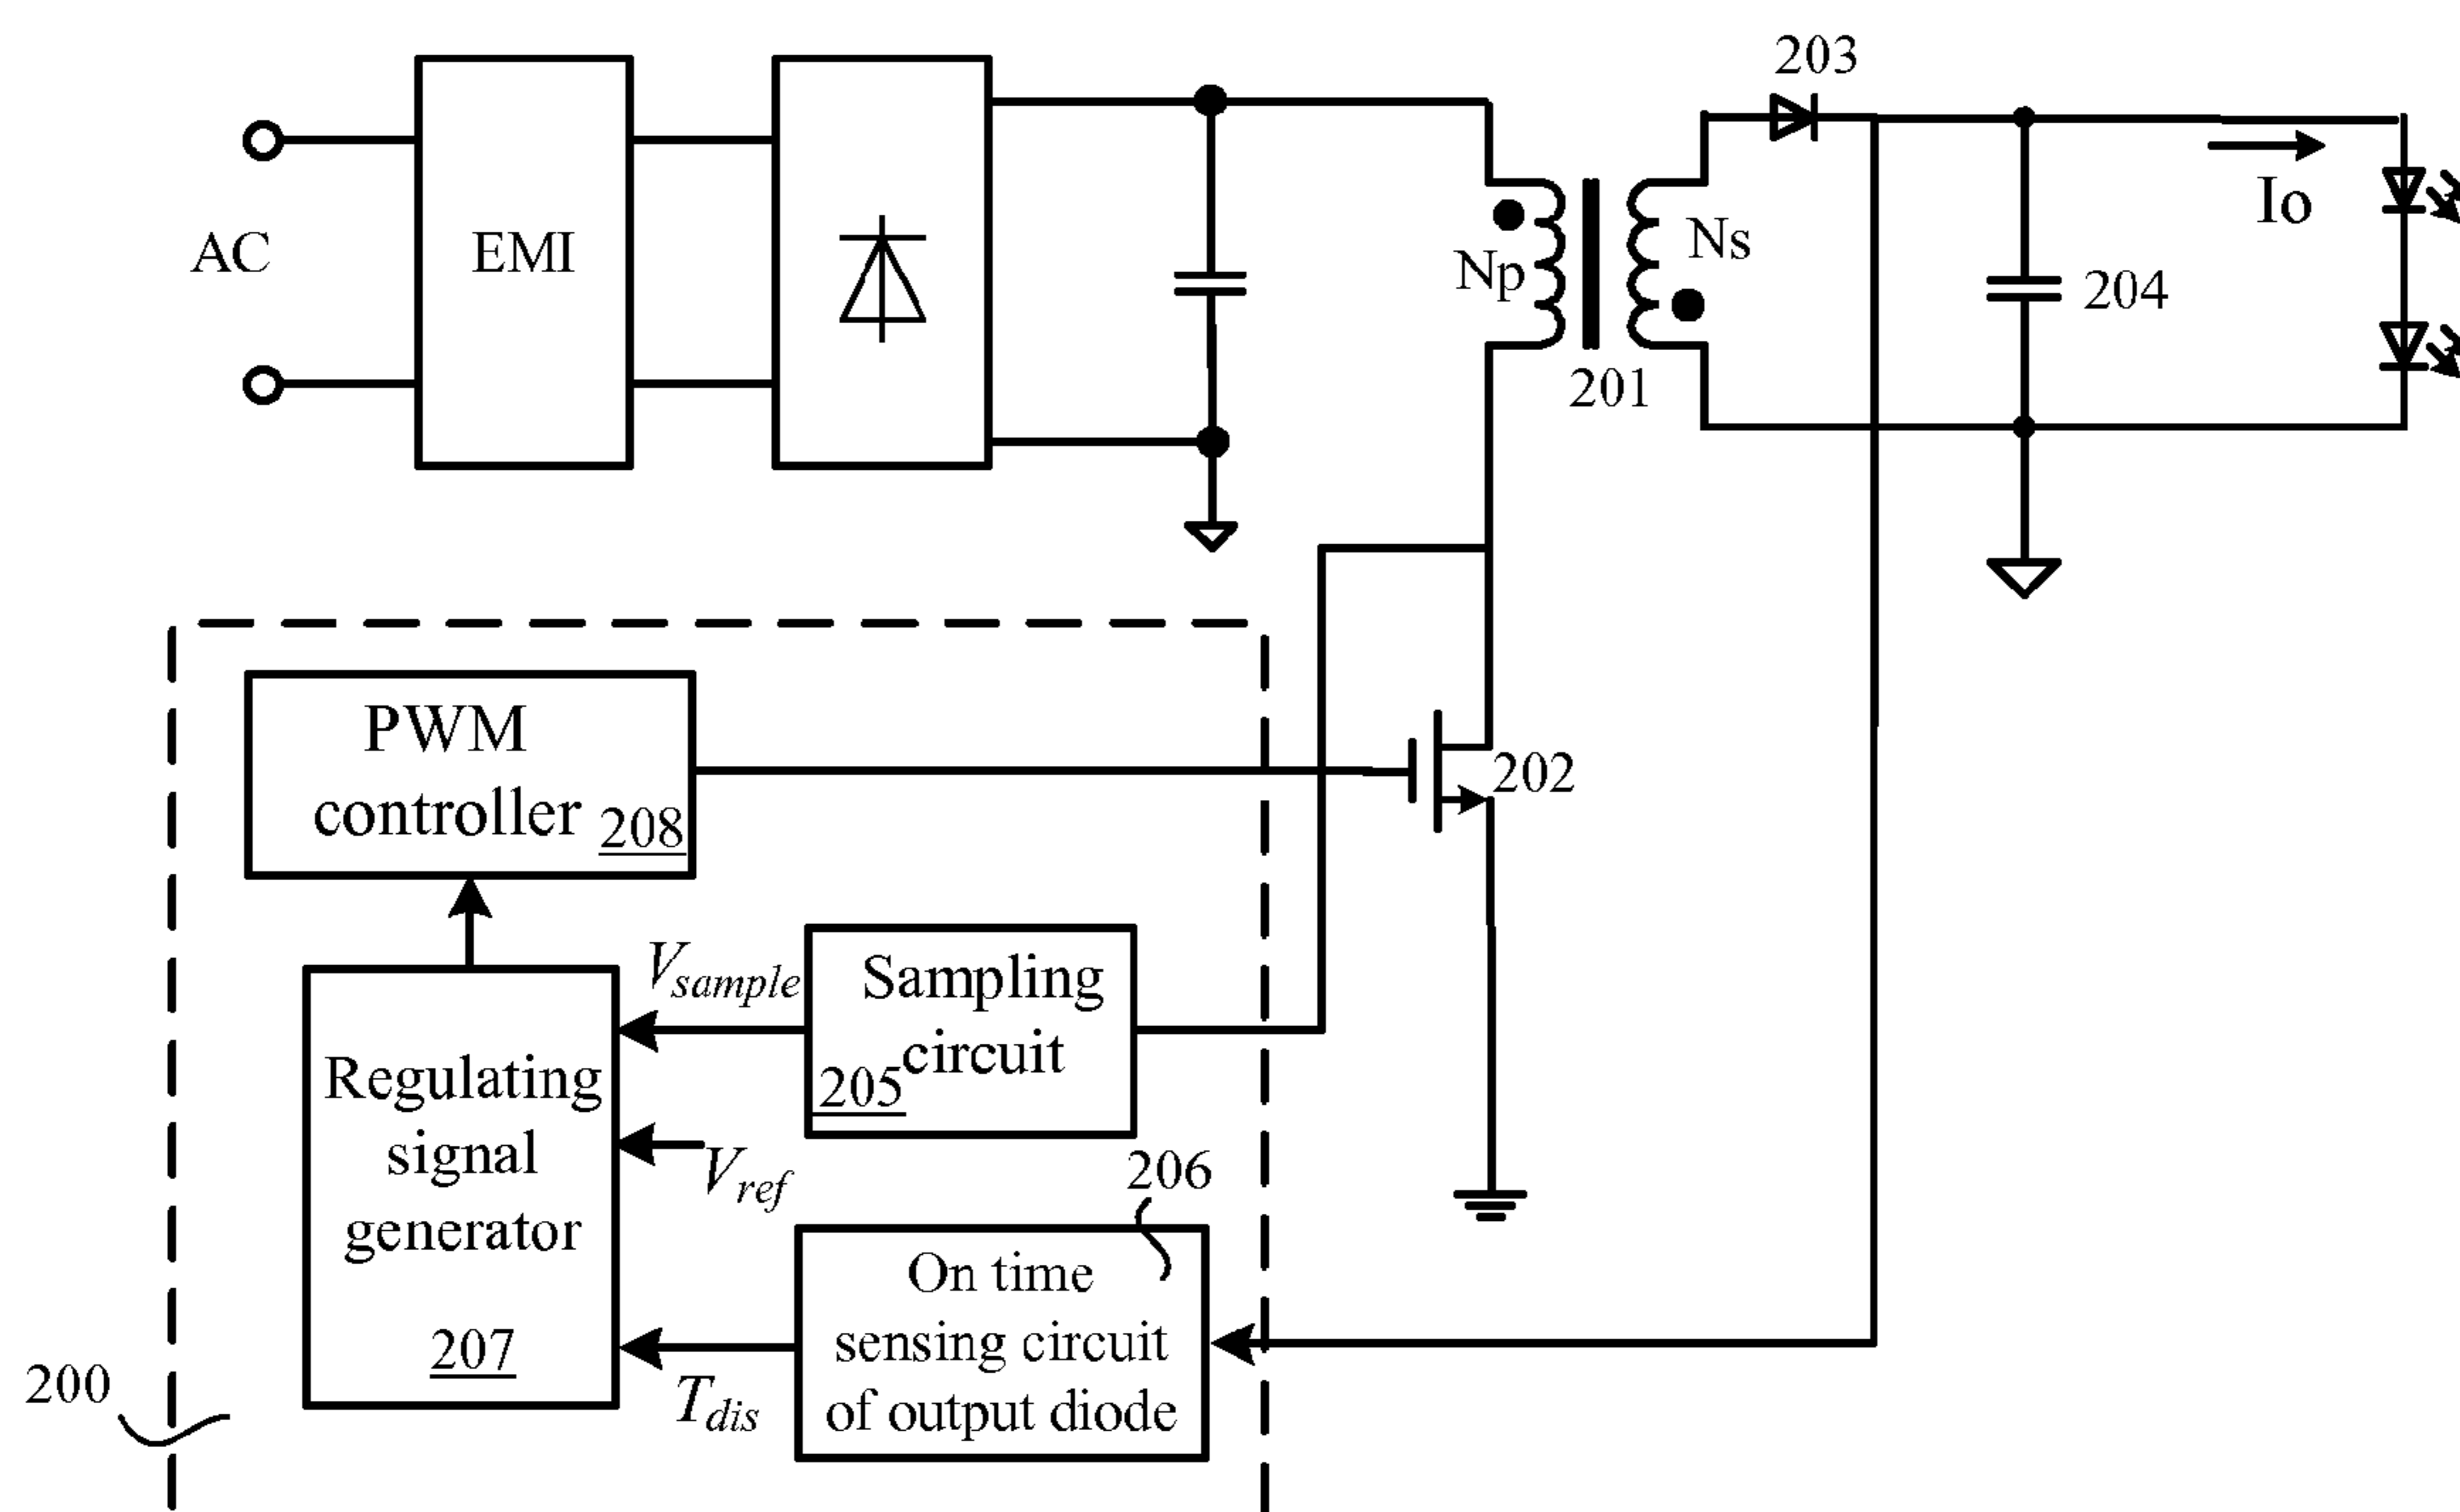 203
AC
EMI
Np
Ns
201
Io
204
PWM
controller
208
202
Vsample
Sampling
circuit
205
Regulating
signal
generator
207
Vref
206
On time
sensing circuit
of output diode
Tdis
200